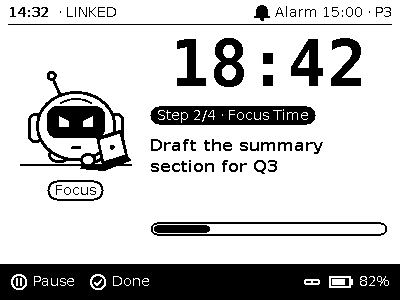 14:32 · LINKED
Alarm 15:00 · P3
18:42
Step 2/4 · Focus Time
Draft the summary
section for Q3
Focus
Pause
Done
82%